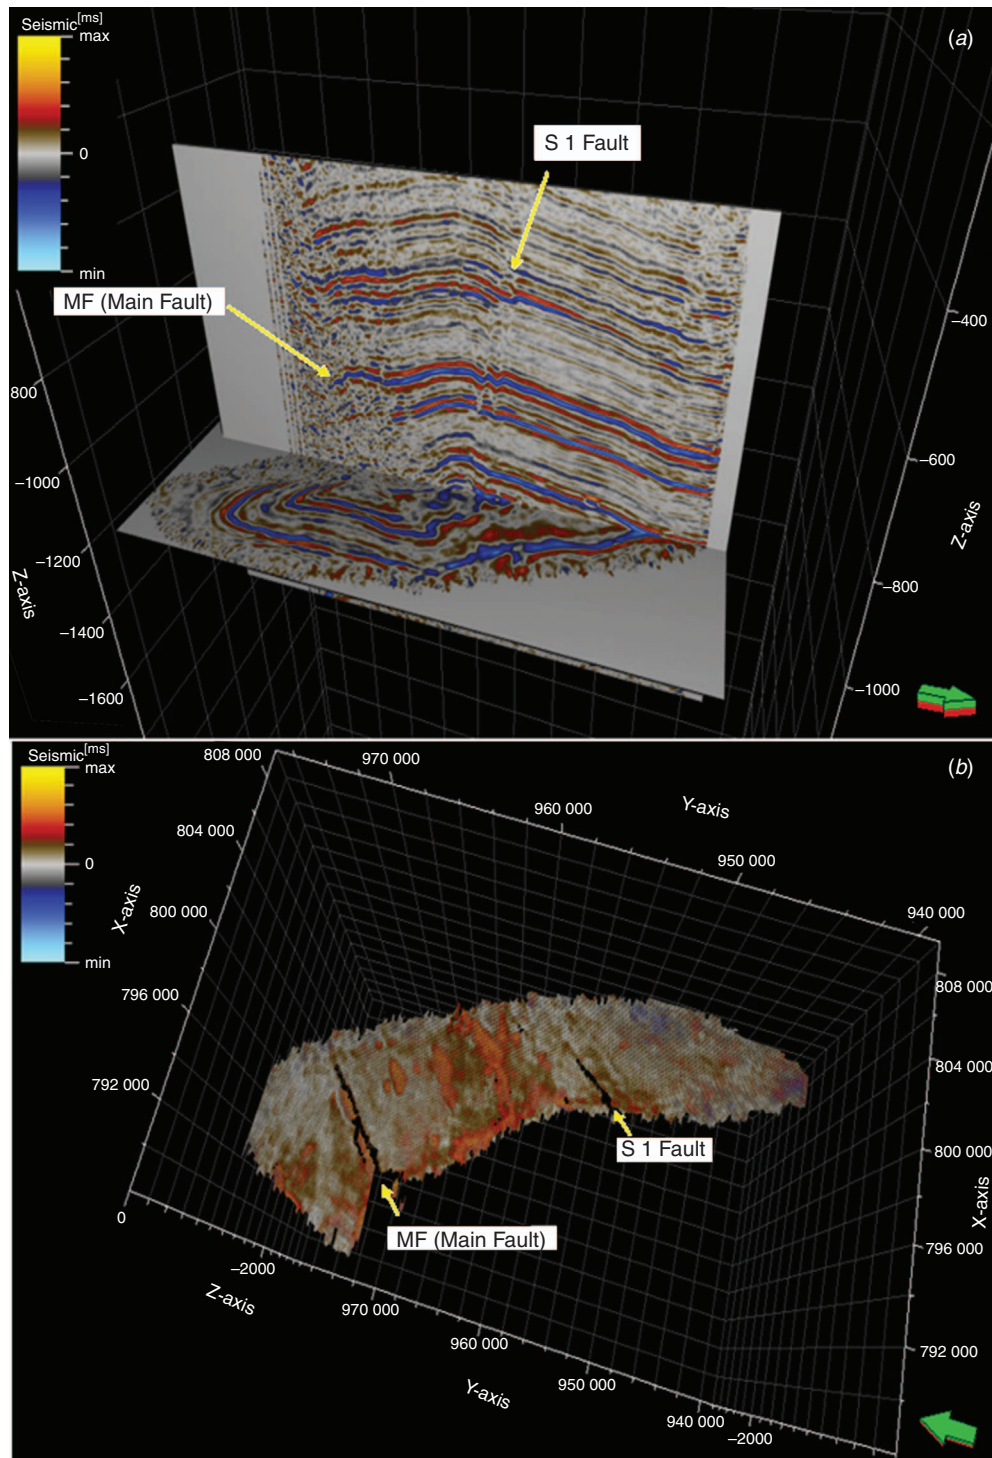 Seismic[ms]
max
0
min
(a)
S 1 Fault
MF (Main Fault)
800
–1000
–1200
–1400
–1600
Z-axis
–400
–600
–800
–1000
Z-axis
Seismic[ms]
max
0
min
(b)
808 000
804 000
800 000
796 000
792 000
X-axis
970 000
960 000
950 000
940 000
Y-axis
808 000
804 000
800 000
796 000
792 000
X-axis
S 1 Fault
MF (Main Fault)
0
–2000
Z-axis
970 000
960 000
950 000
940 000
–2000
Y-axis